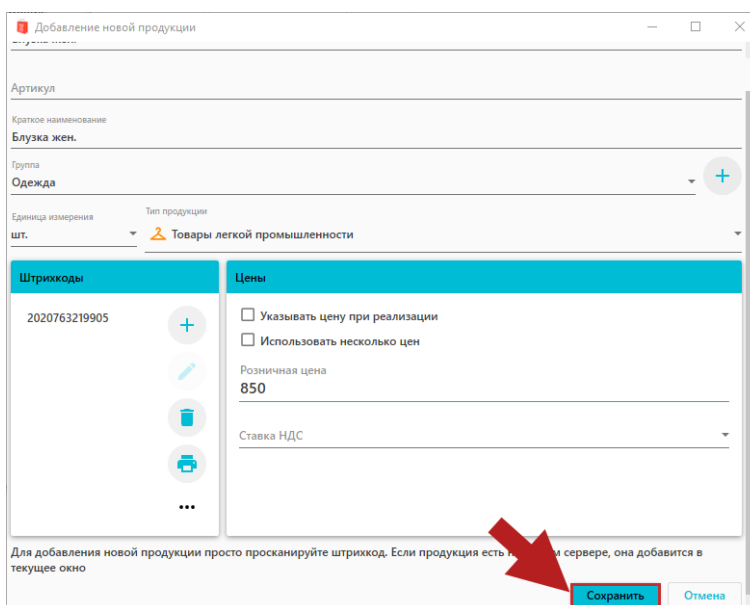 Добавление новой продукции
Блузка жен.
Артикул
Краткое наименование
Блузка жен.
Группа
Одежда
Единица измерения
Тип продукции
шт.
Товары легкой промышленности
Штрихкоды
Цены
2020763219905
Указывать цену при реализации
Использовать несколько цен
Розничная цена
850
Ставка НДС
Для добавления новой продукции просто просканируйте штрихкод. Если продукция есть сервере, она добавится в
текущее окно
Сохранить
Отмена